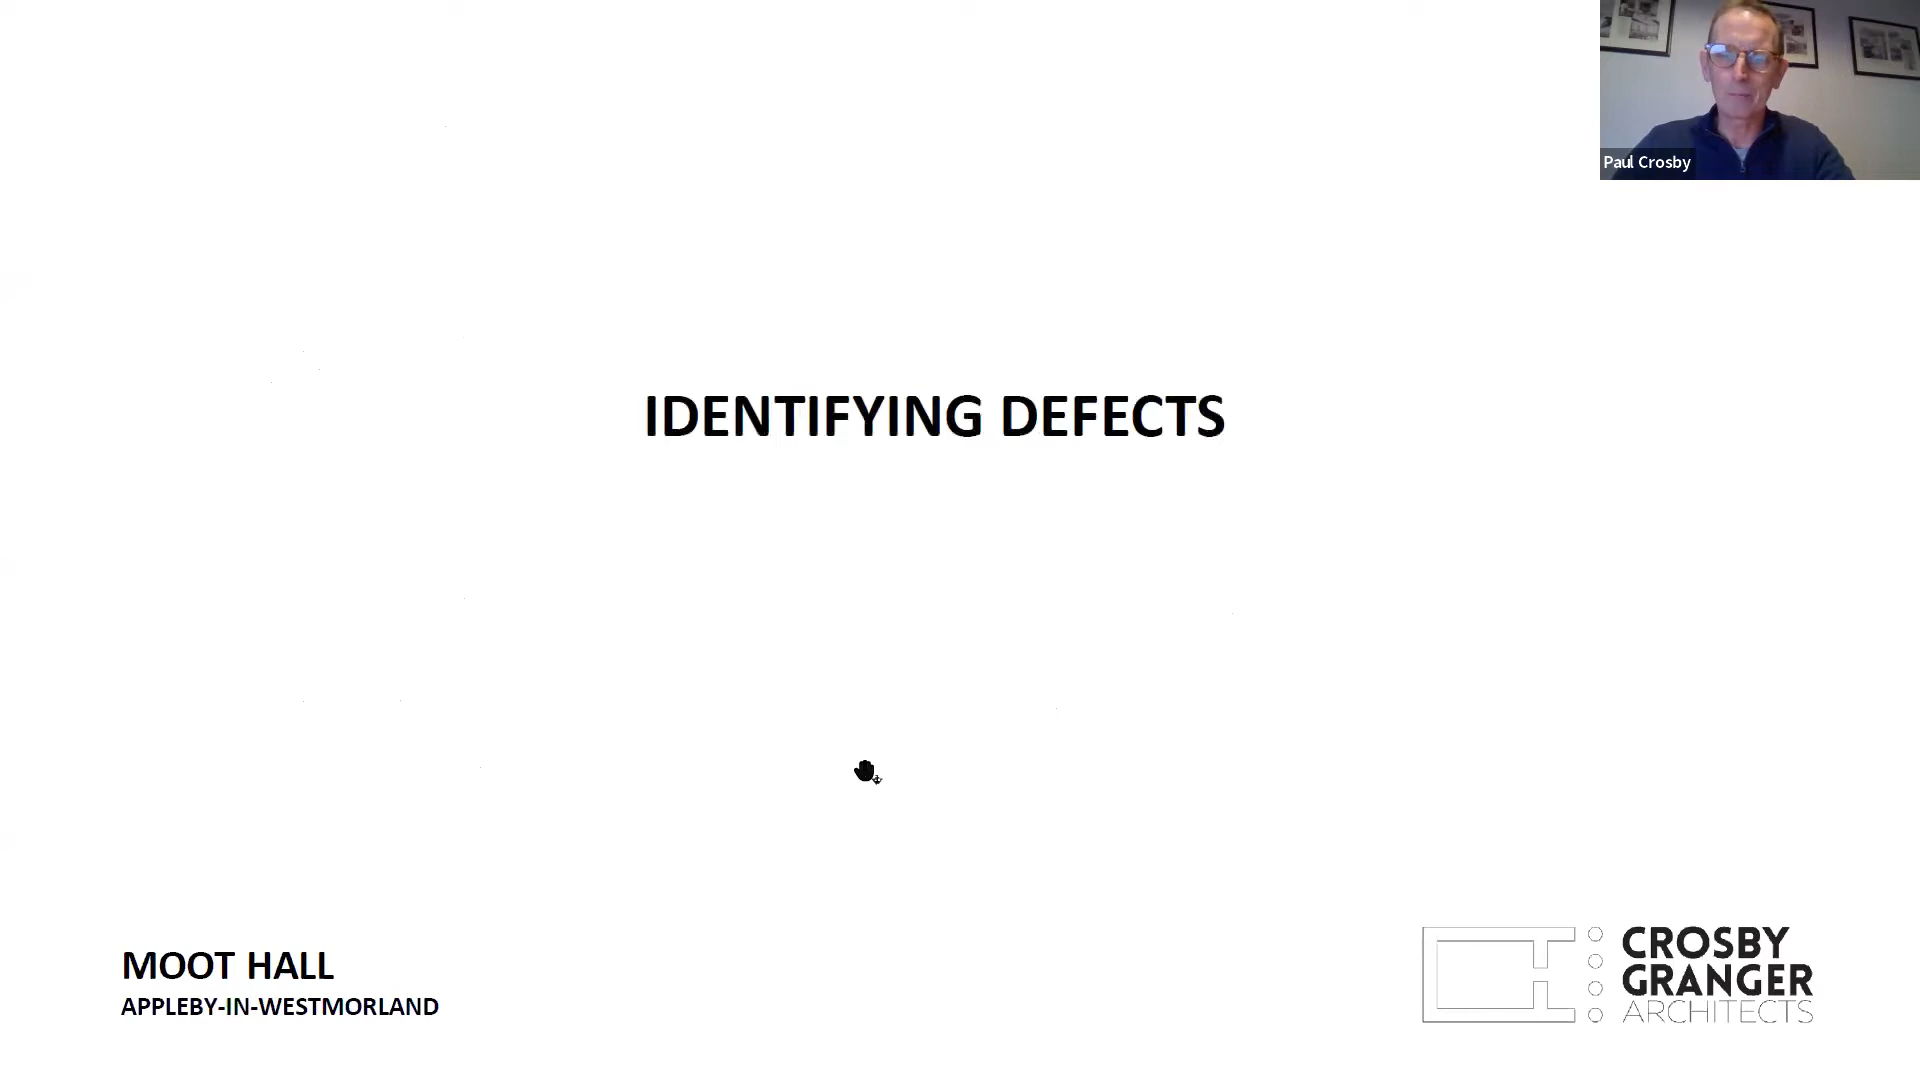 Paul Crosby
IDENTIFYING DEFECTS
MOOT HALL
APPLEBY-IN-WESTMORLAND
CROSBY
GRANGER
ARCHITECTS